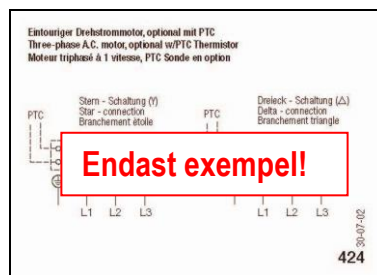 Eintouriger Drehstrommotor, optional mit PTC
Three-phase A.C. motor, optional w/PTC Thermistor
Moteur triphasé à 1 vitesse, PTC Sonde en option
Stern - Schaltung (Y)
Star - connection
Branchement étoile
PTC
Dreieck - Schaltung (△)
Delta - connection
Branchement triangle
PTC
Endast exempel!
L1 L2 L3
L1 L2 L3
30-07-02
424